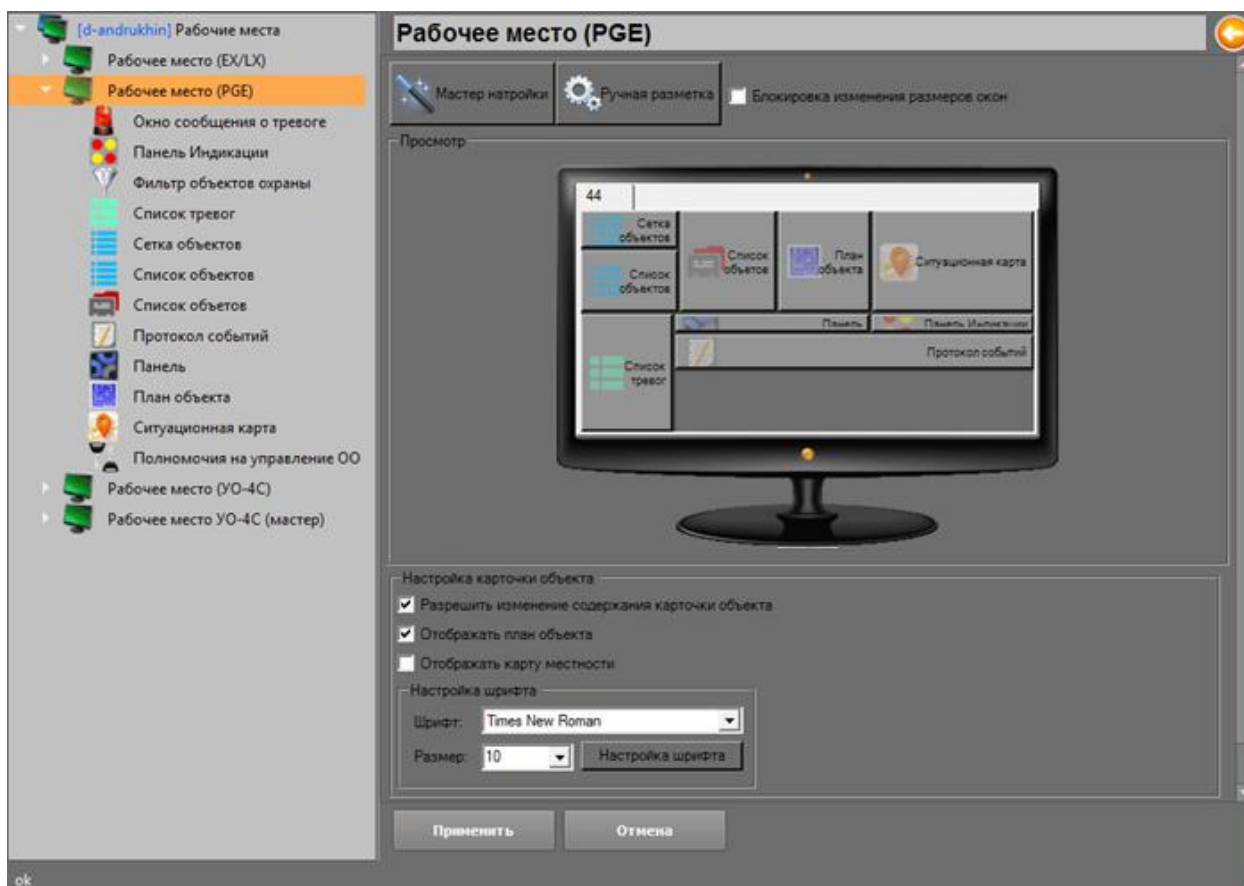 [d-andrukhin] Рабочие места
Рабочее место (EX/LX)
Рабочее место (PGE)
Окно сообщения о тревоге
Панель Индикации
Фильтр объектов охраны
Список тревог
Сетка объектов
Список объектов
Список объетов
Протокол событий
Панель
План объекта
Ситуационная карта
Полномочия на управление ОО
Рабочее место (УО-4С)
Рабочее место УО-4С (мастер)
Рабочее место (PGE)
Мастер натройки
Ручная разметка
Блокировка изменения размеров окон
Просмотр
44
Сетка
объектов
Список
объектов
Список
объетов
План
объекта
Ситуационная карта
Панель
Панель Индикации
Протокол событий
Список
тревог
Настройка карточки объекта
Разрешить изменение содержания карточки объекта
Отображать план объекта
Отображать карту местности
Настройка шрифта
Шрифт:
Times New Roman
Размер:
10
Настройка шрифта
Применить
Отмена
ok